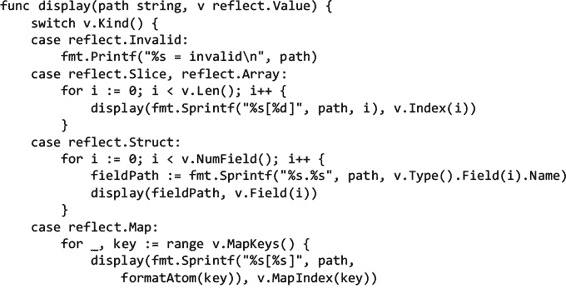 func display(path string, v reflect.Value) {
    switch v.Kind() {
    case reflect.Invalid:
        fmt.Printf("%s = invalid\n", path)
    case reflect.Slice, reflect.Array:
        for i := 0; i < v.Len(); i++ {
            display(fmt.Sprintf("%s[%d]", path, i), v.Index(i))
        }
    case reflect.Struct:
        for i := 0; i < v.NumField(); i++ {
            fieldPath := fmt.Sprintf("%s.%s", path, v.Type().Field(i).Name)
            display(fieldPath, v.Field(i))
        }
    case reflect.Map:
        for _, key := range v.MapKeys() {
            display(fmt.Sprintf("%s[%s]", path,
                formatAtom(key)), v.MapIndex(key))